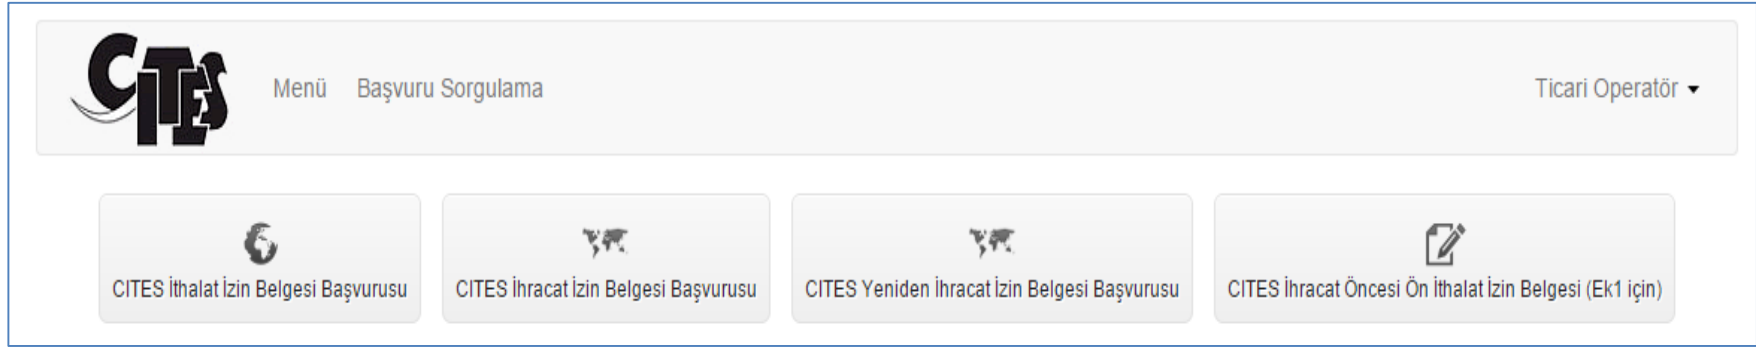 CITES
Menü Başvuru Sorgulama
Ticari Operatör
CITES İthalat İzin Belgesi Başvurusu
CITES İhracat İzin Belgesi Başvurusu
CITES Yeniden İhracat İzin Belgesi Başvurusu
CITES İhracat Öncesi Ön İthalat İzin Belgesi (Ek1 için)